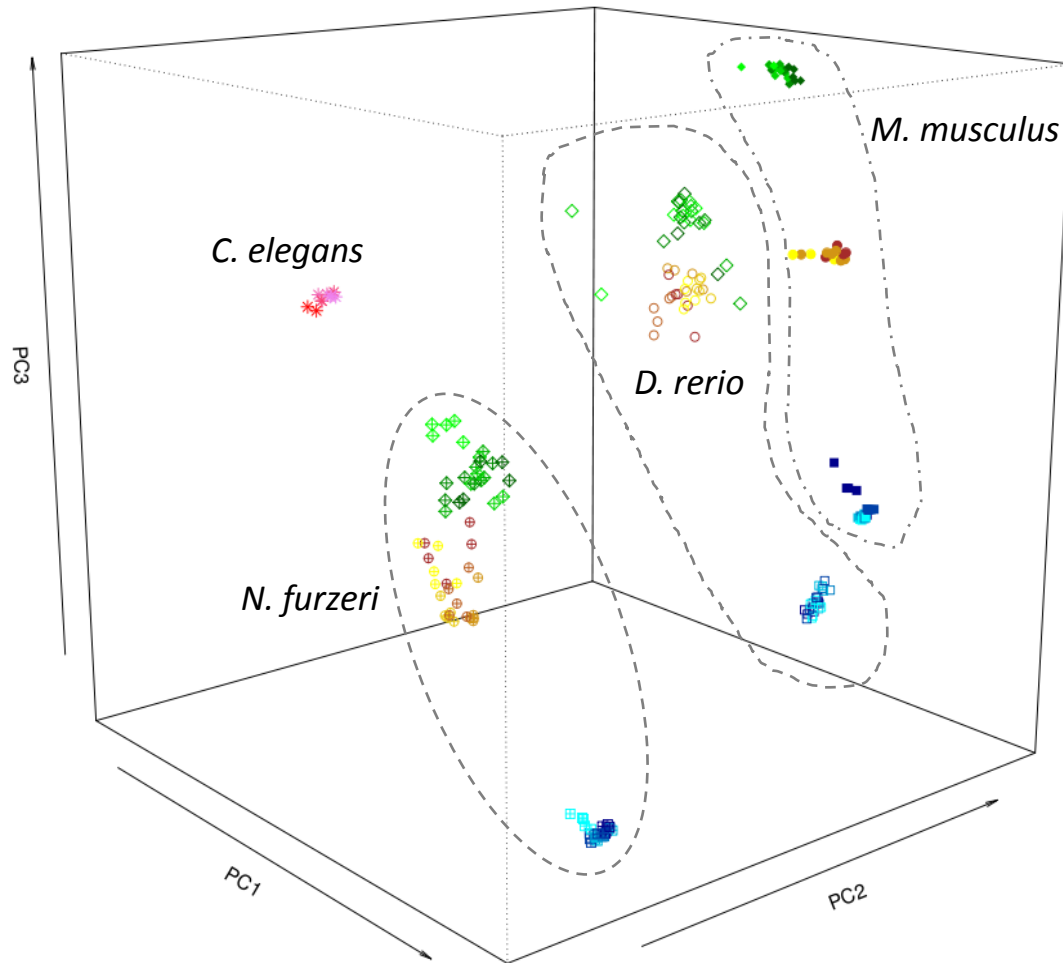 M. musculus
C. elegans
D. rerio
N. furzeri
PC3
PC1
PC2